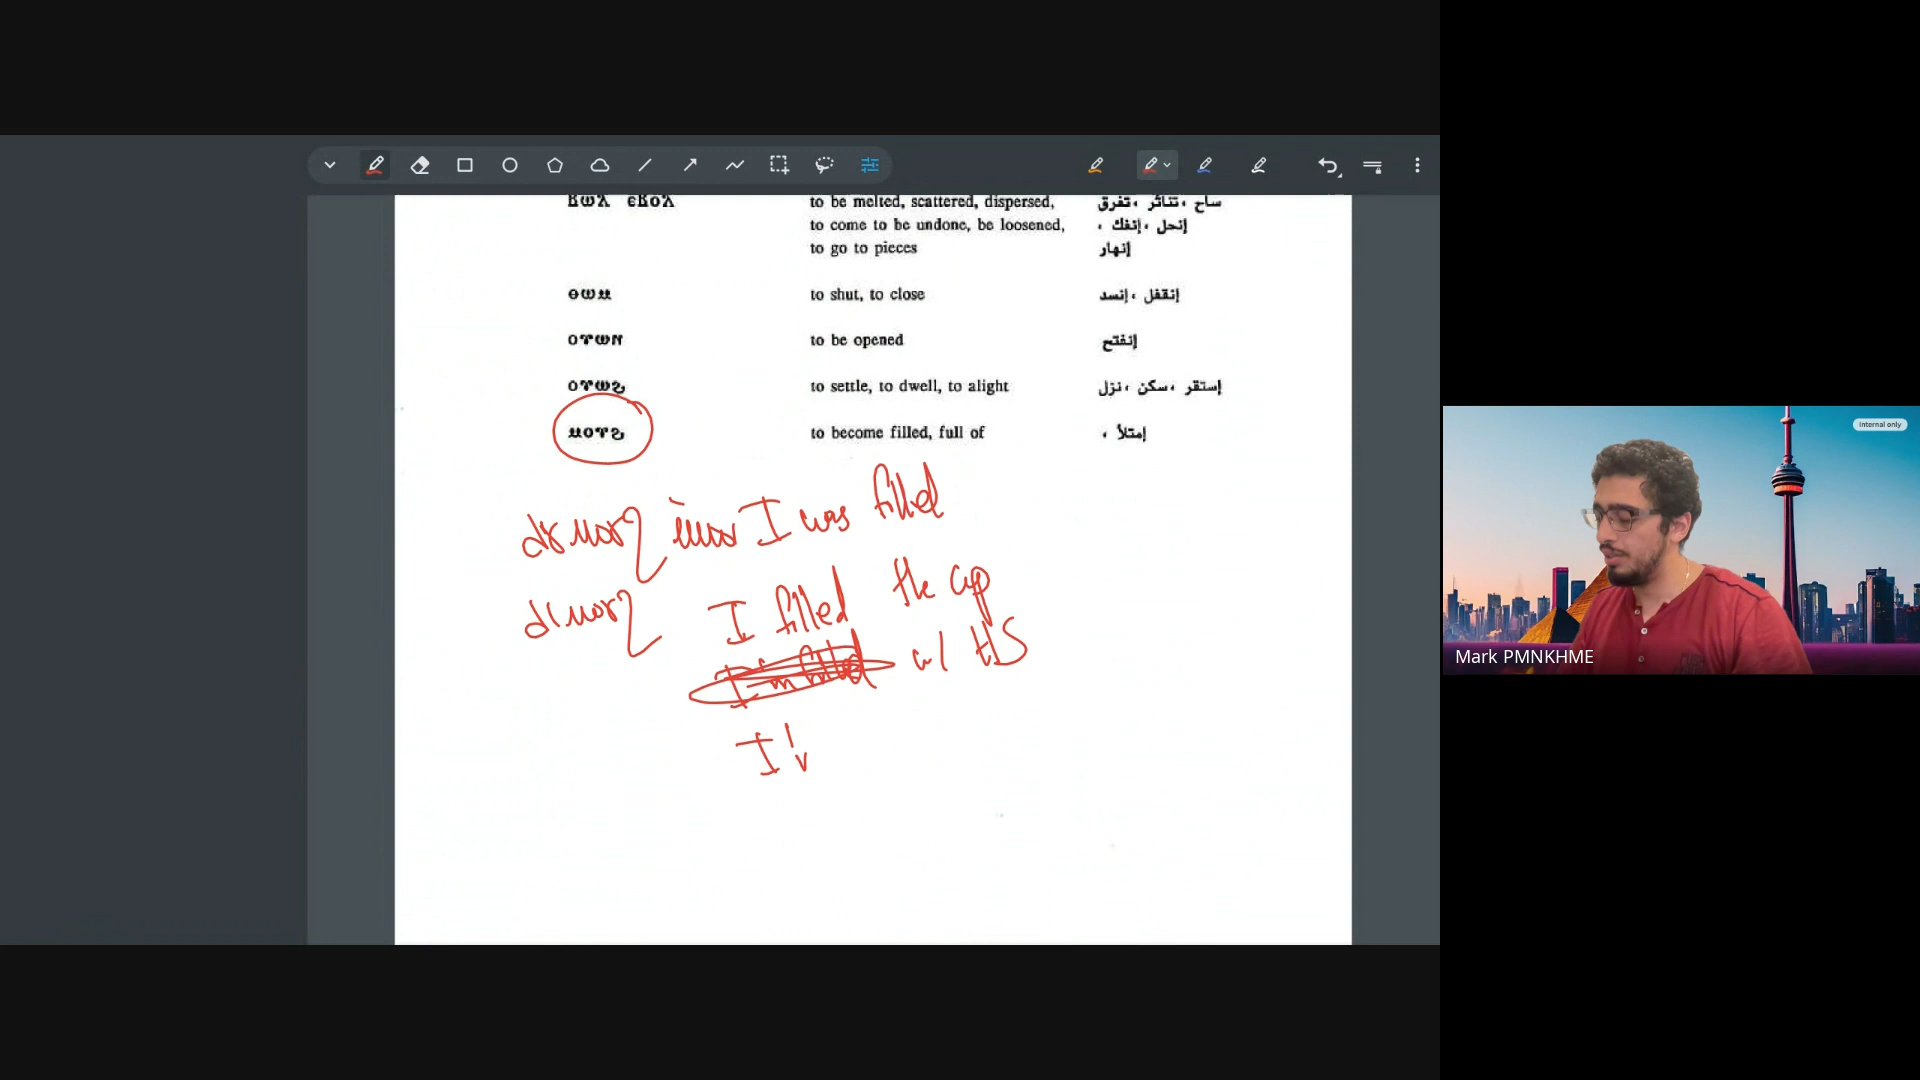 ⲃⲱⲗ ⲉⲃⲟⲗ to be melted, scattered, dispersed, ساح ، تناثر ، تفرق
to come to be undone, be loosened, إنحل ، إنفك ،
to go to pieces إنهار
ⲑⲱⲙ to shut, to close إنقفل ، إنسد
ⲟⲩⲱⲛ to be opened إنفتح
ⲟⲩⲱϩ to settle, to dwell, to alight إستقر ، سكن ، نزل
ⲙⲟϩ to become filled, full of إمتلأ ،
I was filled
I filled the cup
w/ HS
I'v
Internal only
Mark PMNKHME